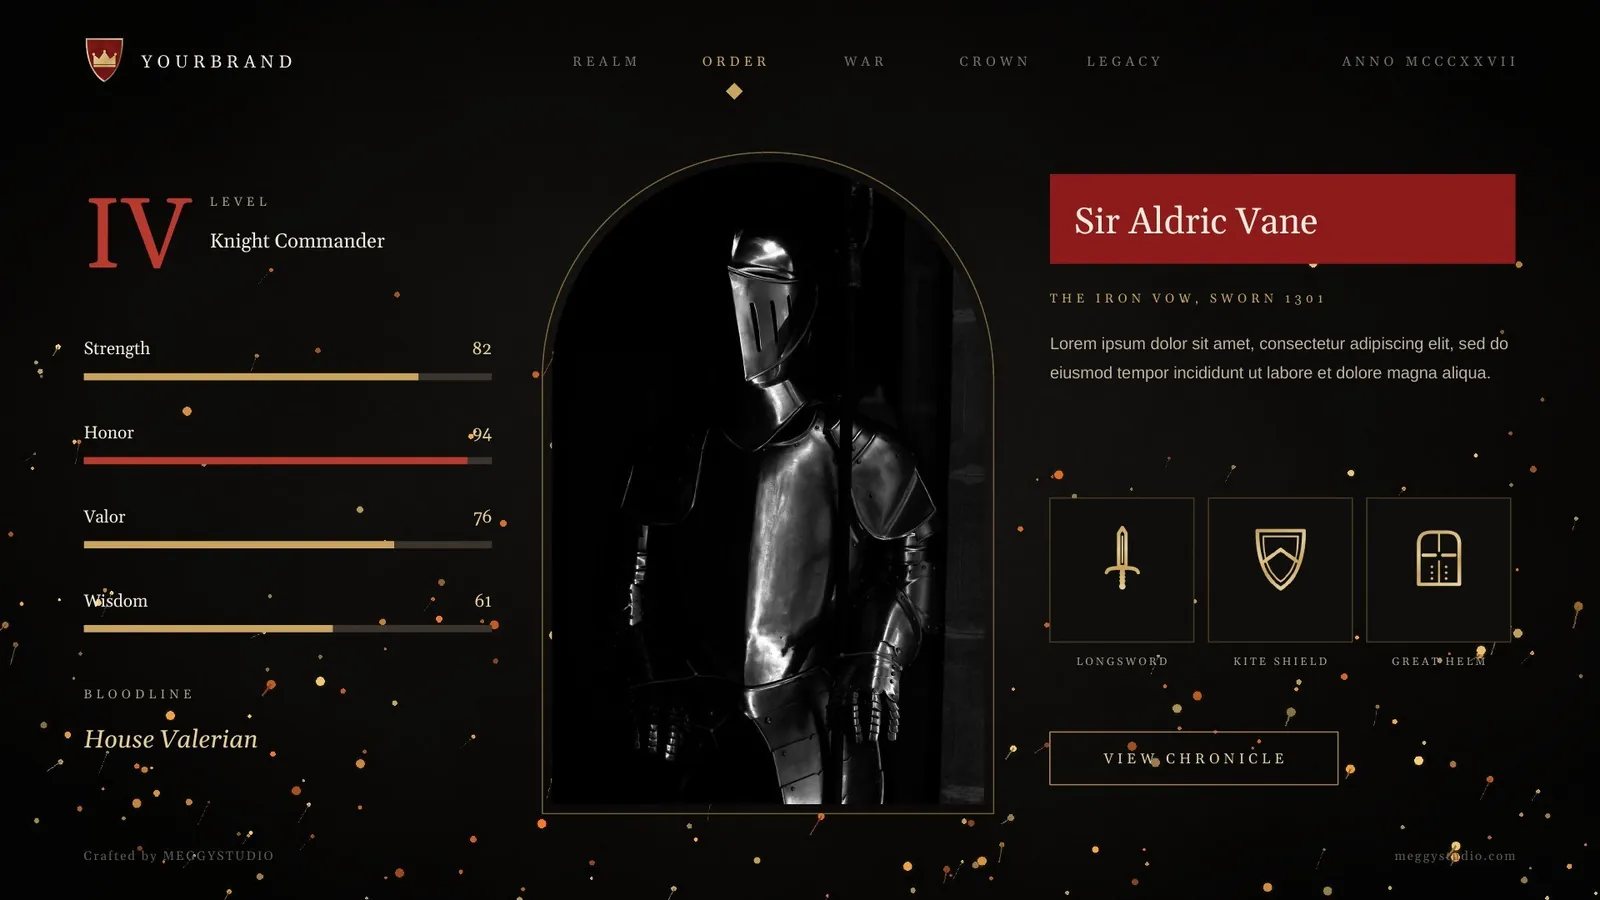 YOURBRAND
REALM
ORDER
WAR
CROWN
LEGACY
ANNO MCCCXXVII
IV
LEVEL
Knight Commander
Strength 82
Honor 94
Valor 76
Wisdom 61
BLOODLINE
House Valerian
Sir Aldric Vane
THE IRON VOW, SWORN 1301
Lorem ipsum dolor sit amet, consectetur adipiscing elit, sed do
eiusmod tempor incididunt ut labore et dolore magna aliqua.
LONGSWORD
KITE SHIELD
GREAT HELM
VIEW CHRONICLE
Crafted by MEGGYSTUDIO
meggystudio.com